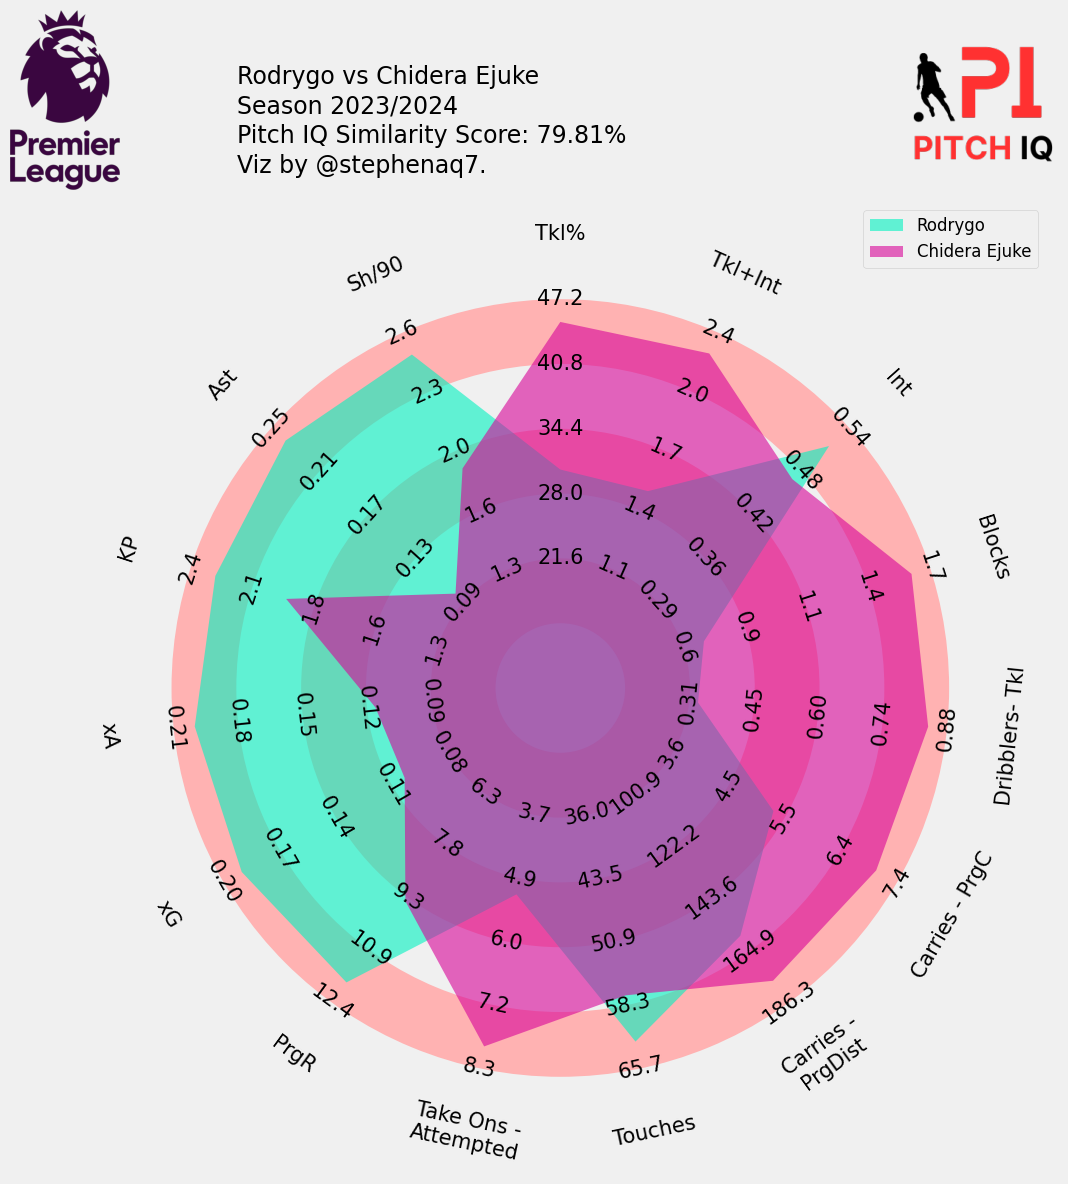 Premier
League
Rodrygo vs Chidera Ejuke
Season 2023/2024
Pitch IQ Similarity Score: 79.81%
Viz by @stephenaq7.
PI
PITCH IQ
Rodrygo
Chidera Ejuke
Tkl%
47.2
40.8
34.4
28.0
21.6
Tkl+Int
2.4
2.0
1.7
1.4
1.1
Int
0.54
0.48
0.42
0.36
0.29
Blocks
1.7
1.4
1.1
0.9
0.6
Dribblers- Tkl
0.88
0.74
0.60
0.45
0.31
Carries - PrgC
7.4
6.4
5.5
4.5
3.6
Carries -
PrgDist
186.3
164.9
143.6
122.2
100.9
Touches
65.7
58.3
50.9
43.5
36.0
Take Ons -
Attempted
8.3
7.2
6.0
4.9
3.7
PrgR
12.4
10.9
9.3
7.8
6.3
xG
0.20
0.17
0.14
0.11
0.08
xA
0.21
0.18
0.15
0.12
0.09
KP
2.4
2.1
1.8
1.6
1.3
Ast
0.25
0.21
0.17
0.13
0.09
Sh/90
2.6
2.3
2.0
1.6
1.3